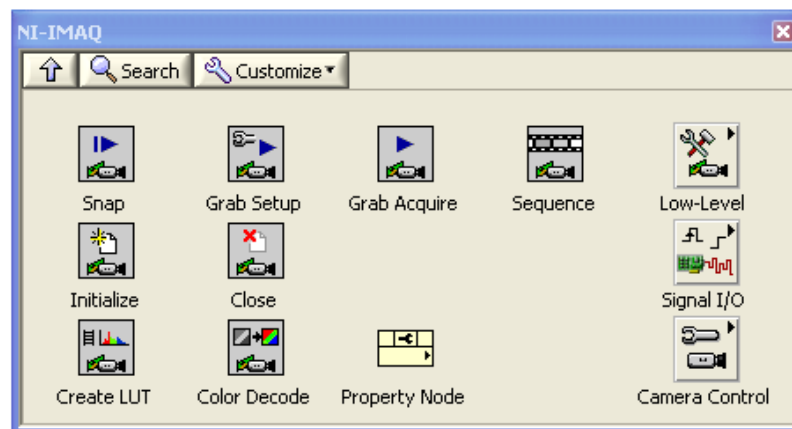 NI-IMAQ
Search Customize
Snap Grab Setup Grab Acquire Sequence Low-Level
Initialize Close Signal I/O
Create LUT Color Decode Property Node Camera Control